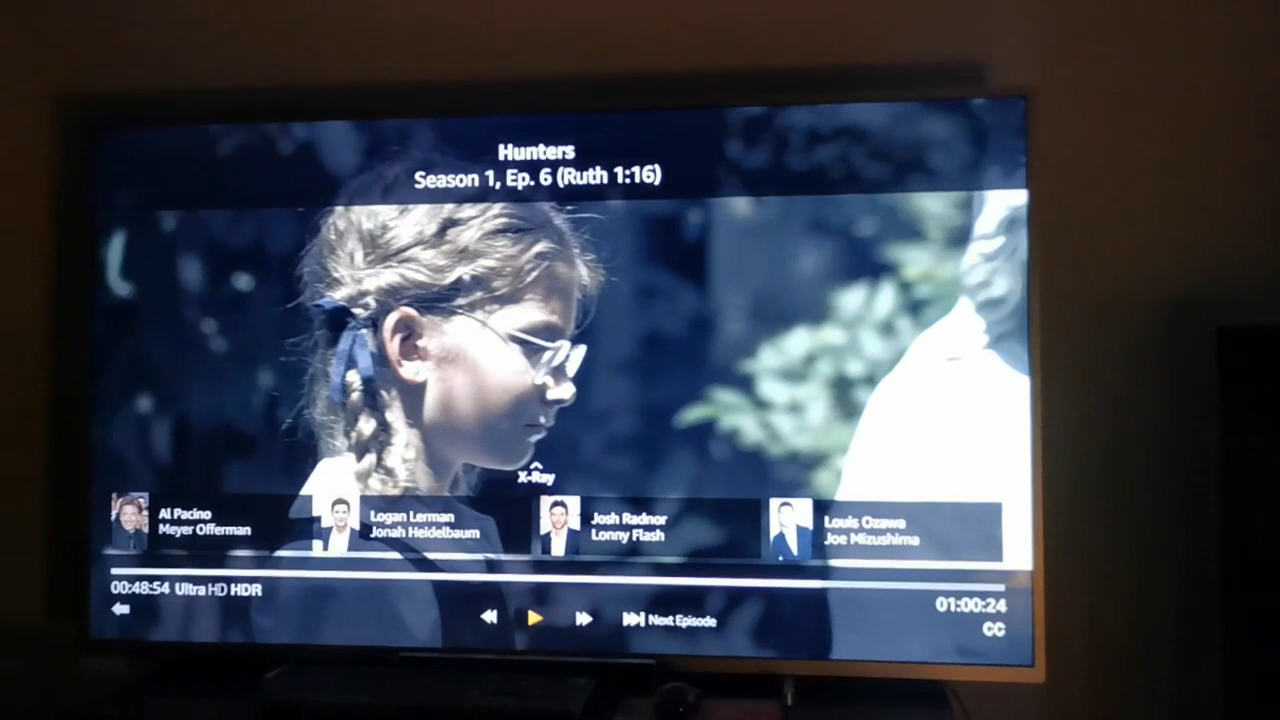 Hunters
Season 1, Ep. 6 (Ruth 1:16)
X-Ray
Al Pacino
Meyer Offerman
Logan Lerman
Jonah Heidelbaum
Josh Radnor
Lonny Flash
Louis Ozawa
Joe Mizushima
00:48:54 Ultra HD HDR
01:00:24
Next Episode
CC